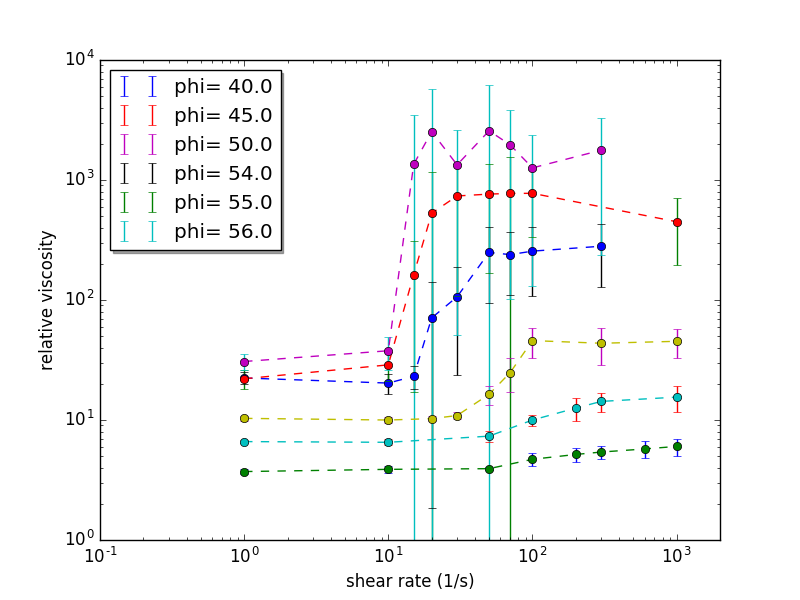 10^4
10^3
10^2
10^1
10^0
relative viscosity
phi= 40.0
phi= 45.0
phi= 50.0
phi= 54.0
phi= 55.0
phi= 56.0
10^-1
10^0
10^1
10^2
10^3
shear rate (1/s)